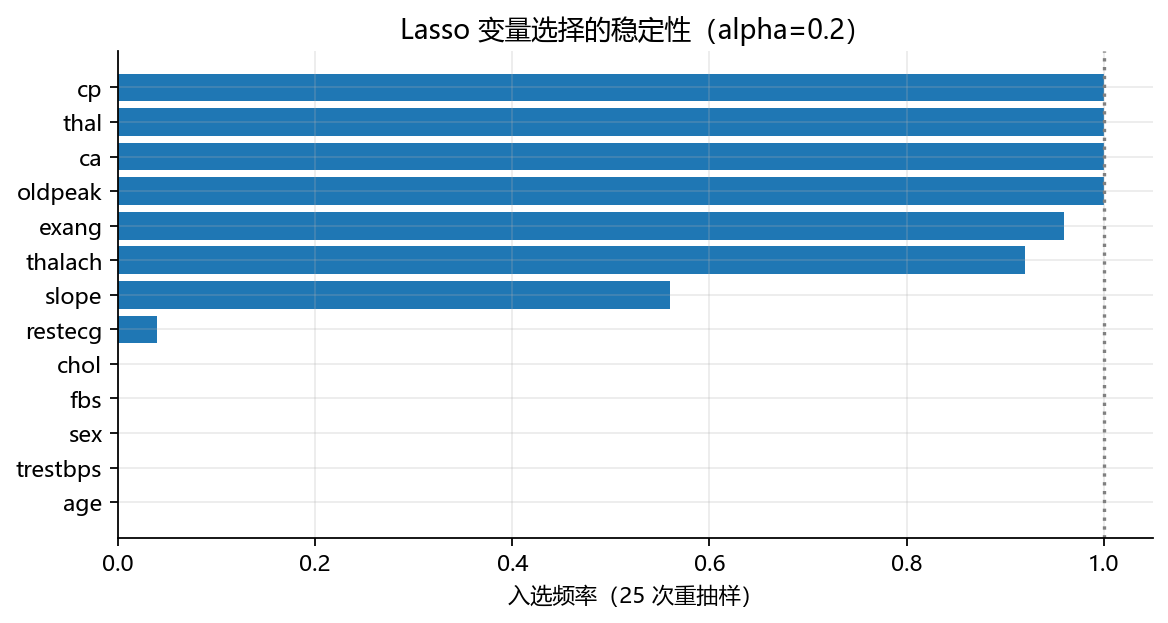 Lasso 变量选择的稳定性（alpha=0.2）
cp
thal
ca
oldpeak
exang
thalach
slope
restecg
chol
fbs
sex
trestbps
age
0.0 0.2 0.4 0.6 0.8 1.0
入选频率（25 次重抽样）